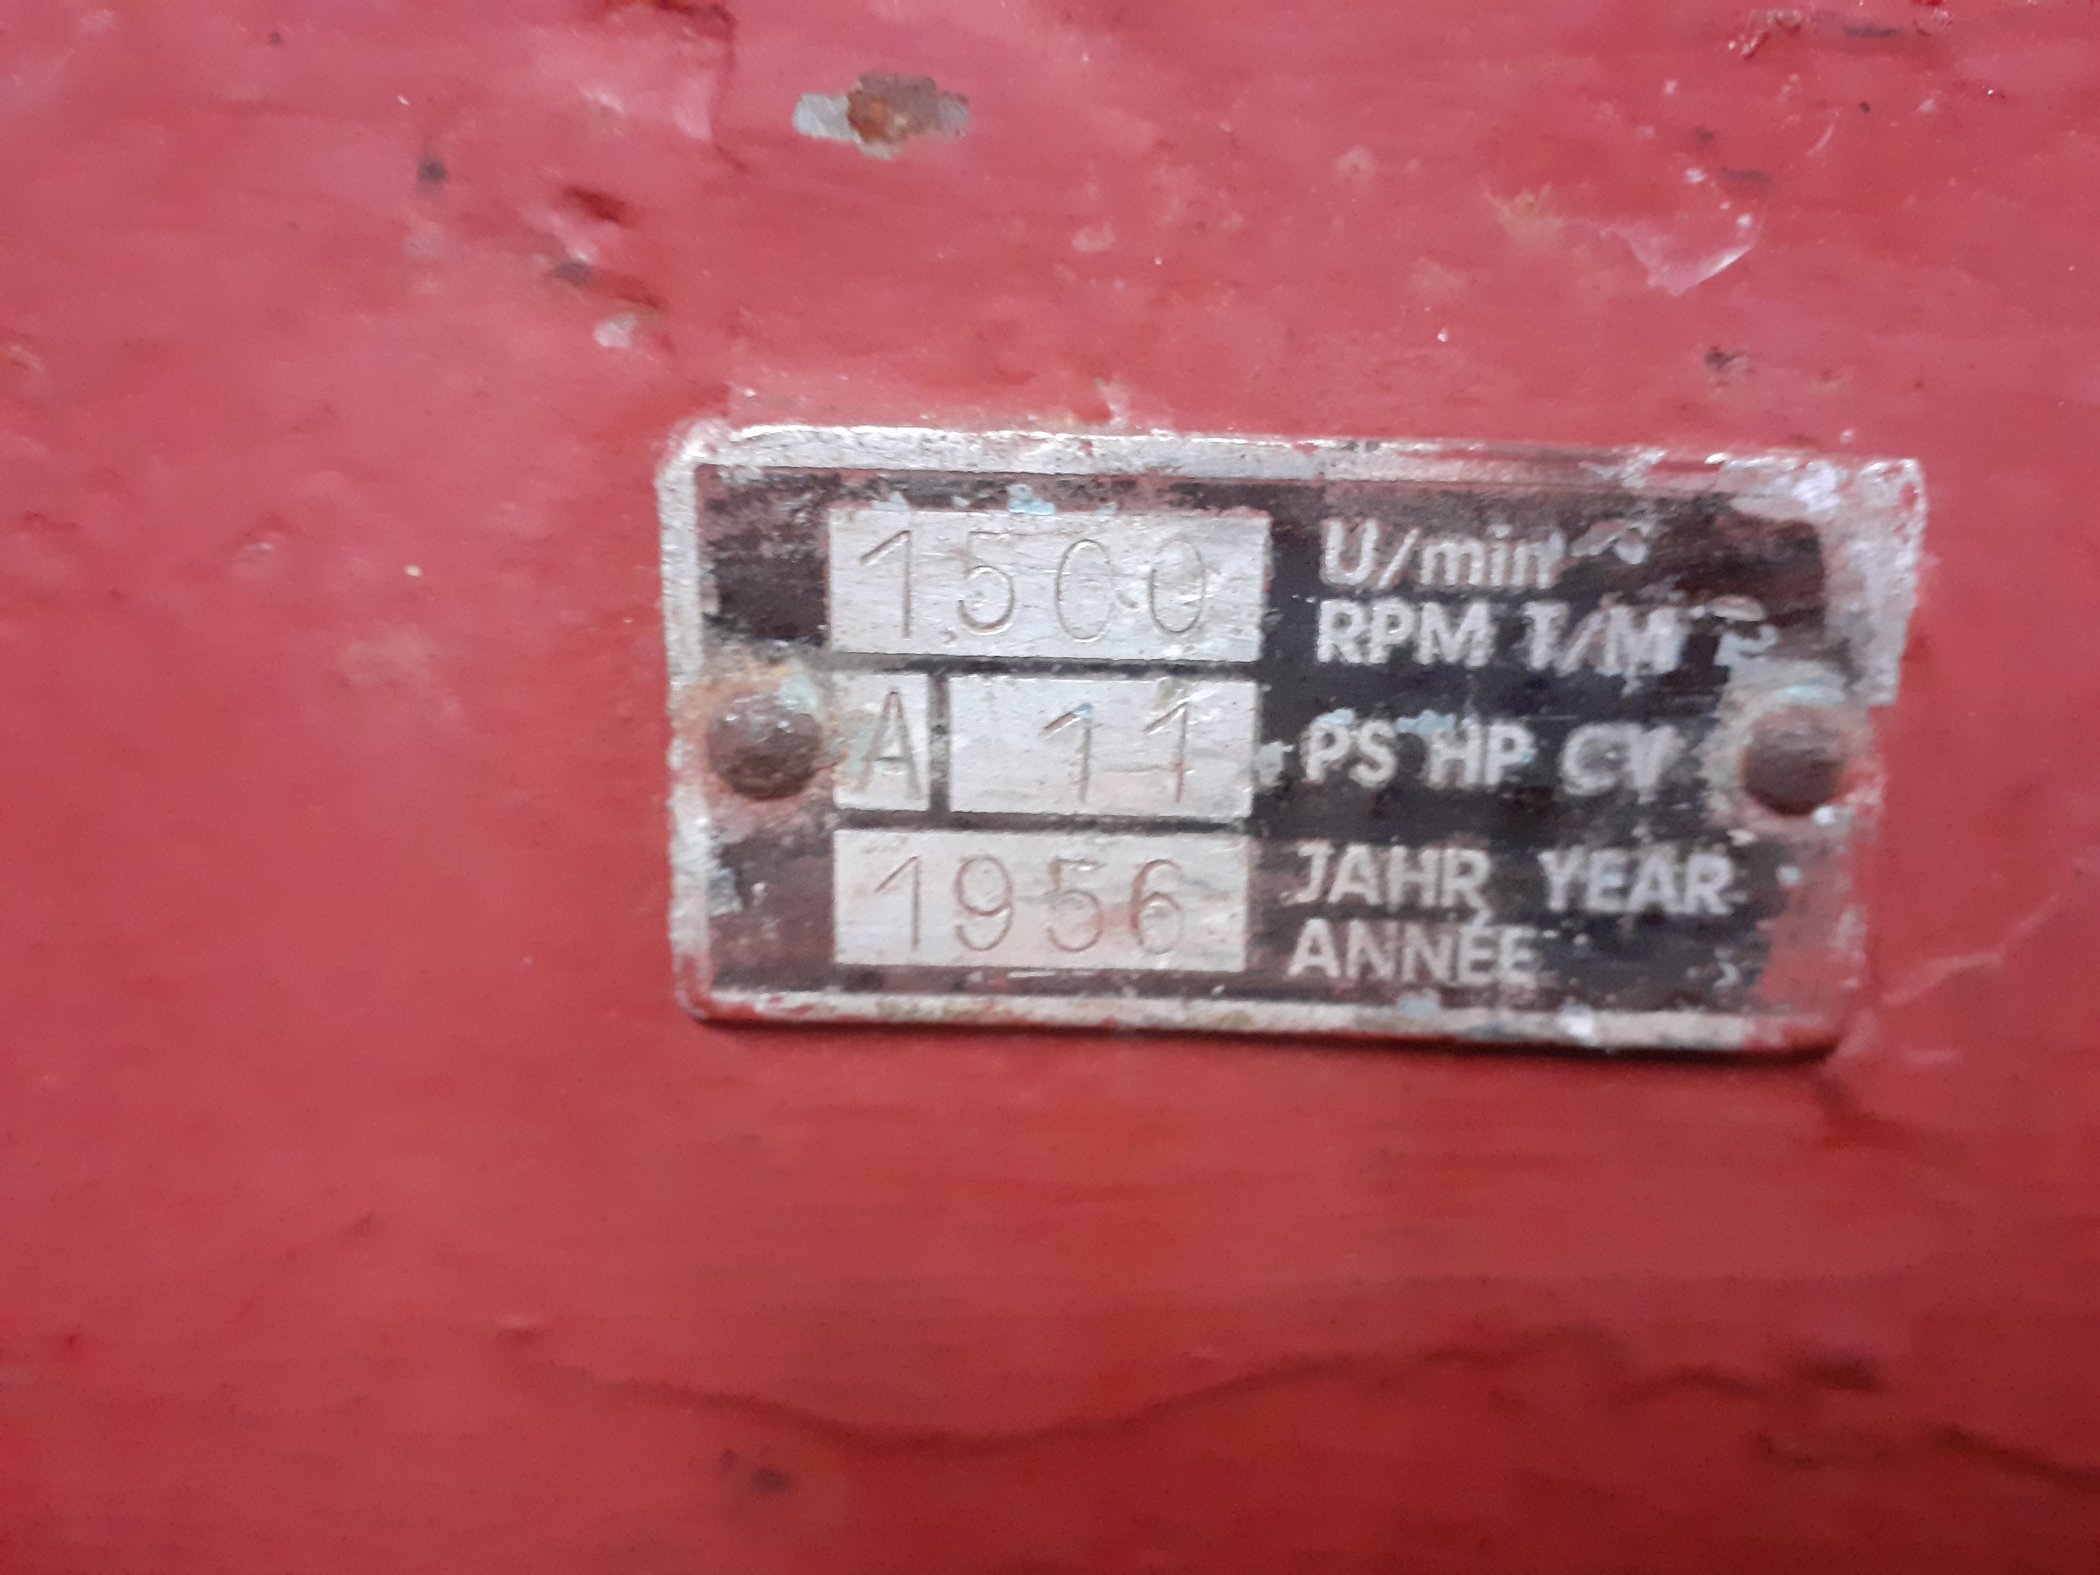 1500 U/min
RPM T/M
A 11 PS HP CV
1956 JAHR YEAR
ANNÉE